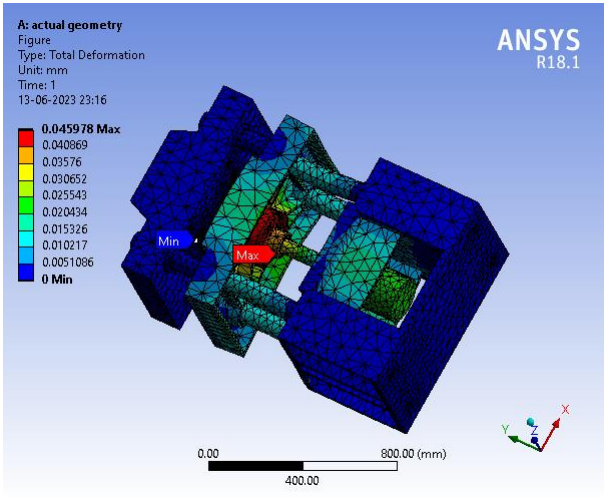 A: actual geometry
Figure
Type: Total Deformation
Unit: mm
Time: 1
13-06-2023 23:16
ANSYS
R18.1
0.045978 Max
0.040869
0.03576
0.030652
0.025543
0.020434
0.015326
0.010217
0.0051086
0 Min
Min
Max
X
Y
Z
0.00
800.00 (mm)
400.00